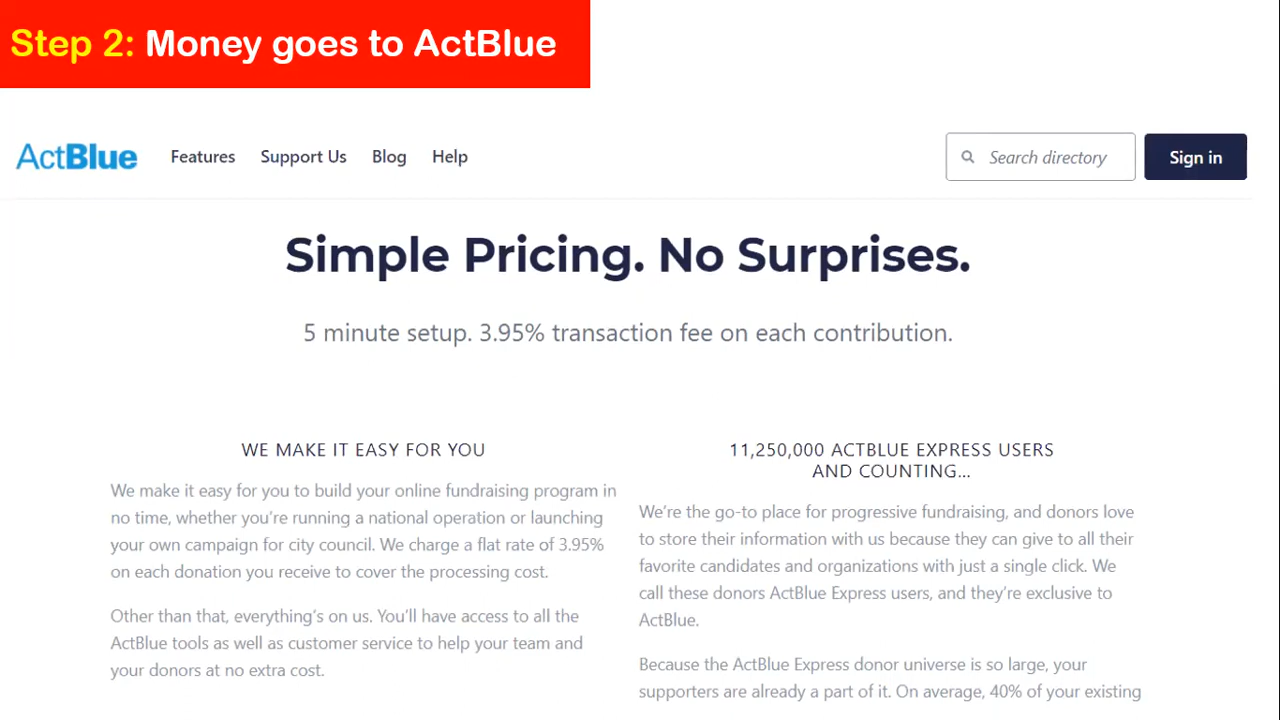 Step 2: Money goes to ActBlue
ActBlue Features Support Us Blog Help Search directory Sign in
Simple Pricing. No Surprises.
5 minute setup. 3.95% transaction fee on each contribution.
WE MAKE IT EASY FOR YOU
We make it easy for you to build your online fundraising program in
no time, whether you're running a national operation or launching
your own campaign for city council. We charge a flat rate of 3.95%
on each donation you receive to cover the processing cost.
Other than that, everything's on us. You'll have access to all the
ActBlue tools as well as customer service to help your team and
your donors at no extra cost.
11,250,000 ACTBLUE EXPRESS USERS
AND COUNTING...
We're the go-to place for progressive fundraising, and donors love
to store their information with us because they can give to all their
favorite candidates and organizations with just a single click. We
call these donors ActBlue Express users, and they're exclusive to
ActBlue.
Because the ActBlue Express donor universe is so large, your
supporters are already a part of it. On average, 40% of your existing